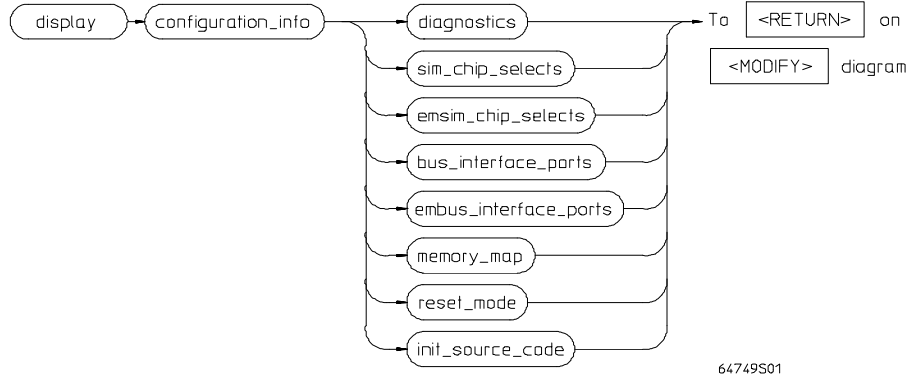 display configuration_info diagnostics To <RETURN> on
sim_chip_selects <MODIFY> diagram
emsim_chip_selects
bus_interface_ports
embus_interface_ports
memory_map
reset_mode
init_source_code
64749S01